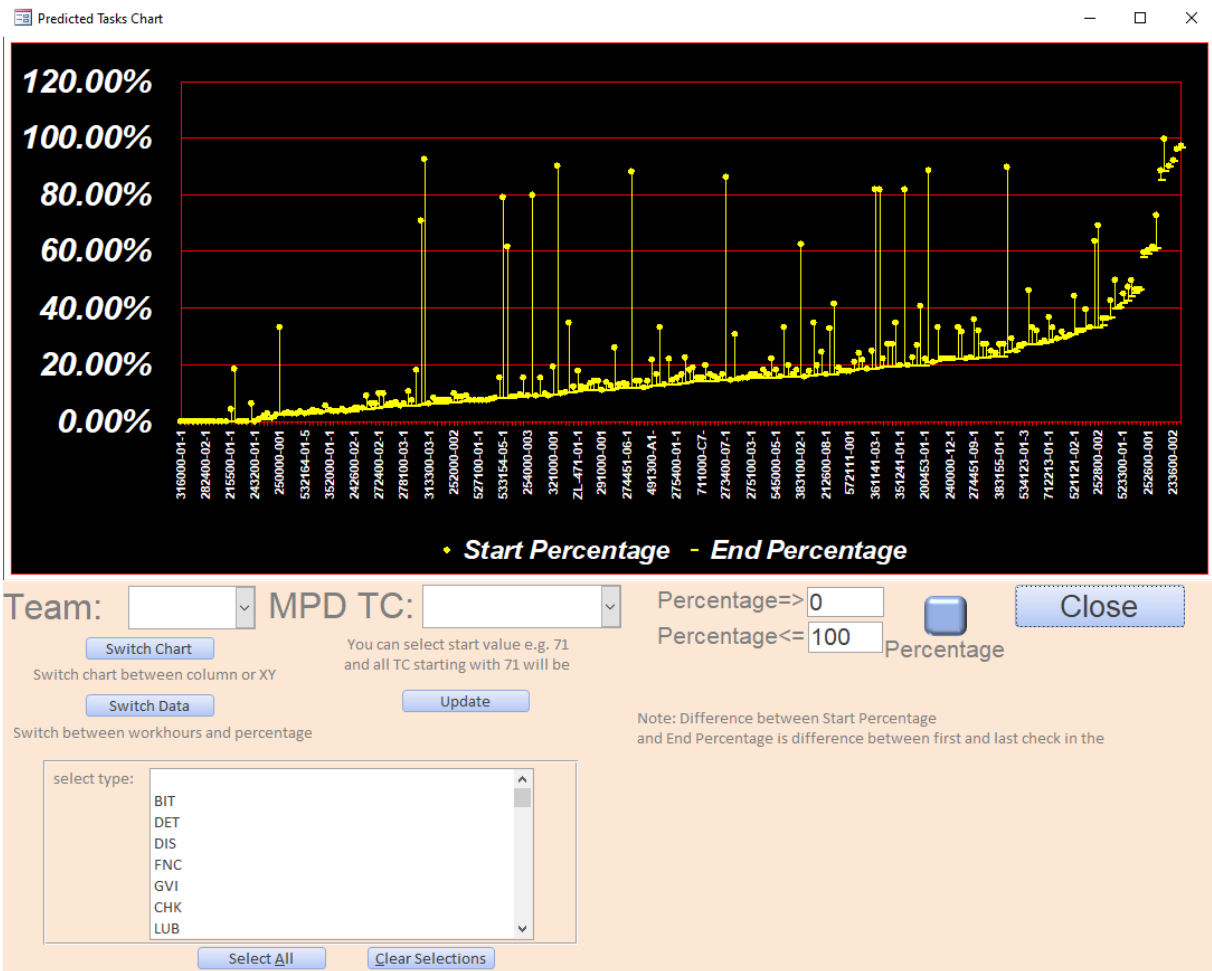 Predicted Tasks Chart
120.00%
100.00%
80.00%
60.00%
40.00%
20.00%
0.00%
316000-01-1
282400-02-1
215500-01-1
243200-01-1
250000-001
532164-01-5
352000-01-1
242600-02-1
272400-02-1
278100-03-1
313300-03-1
252000-002
527100-01-1
533154-05-1
254000-003
321000-001
ZL-471-01-1
291000-001
274451-06-1
491300-A1-
275400-01-1
711000-C7-
273400-07-1
275100-03-1
545000-05-1
383100-02-1
212600-08-1
572111-001
361141-03-1
351241-01-1
200453-01-1
240000-12-1
274451-09-1
383155-01-1
534123-01-3
712213-01-1
521121-02-1
252800-002
523300-01-1
252600-001
233600-002
Start Percentage
End Percentage
Team:
MPD TC:
Percentage=> 0
Percentage<= 100
Percentage
Close
Switch Chart
Switch chart between column or XY
You can select start value e.g. 71
and all TC starting with 71 will be
Switch Data
Update
Switch between workhours and percentage
Note: Difference between Start Percentage
and End Percentage is difference between first and last check in the
select type:
BIT
DET
DIS
FNC
GVI
CHK
LUB
Select All
Clear Selections